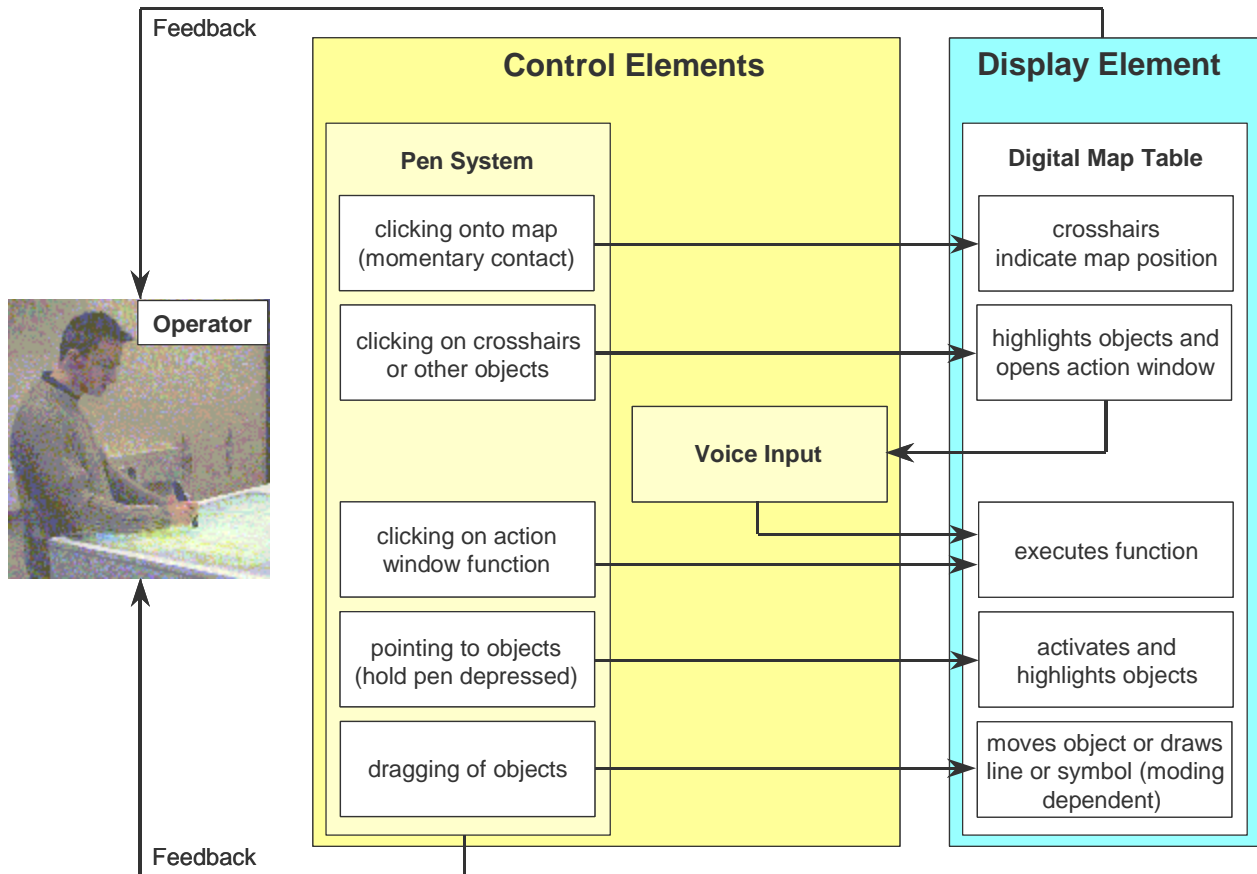 Feedback
Control Elements
Display Element
Pen System
Digital Map Table
clicking onto map
(momentary contact)
crosshairs
indicate map position
Operator
clicking on crosshairs
or other objects
highlights objects and
opens action window
Voice Input
clicking on action
window function
executes function
pointing to objects
(hold pen depressed)
activates and
highlights objects
dragging of objects
moves object or draws
line or symbol (moding
dependent)
Feedback